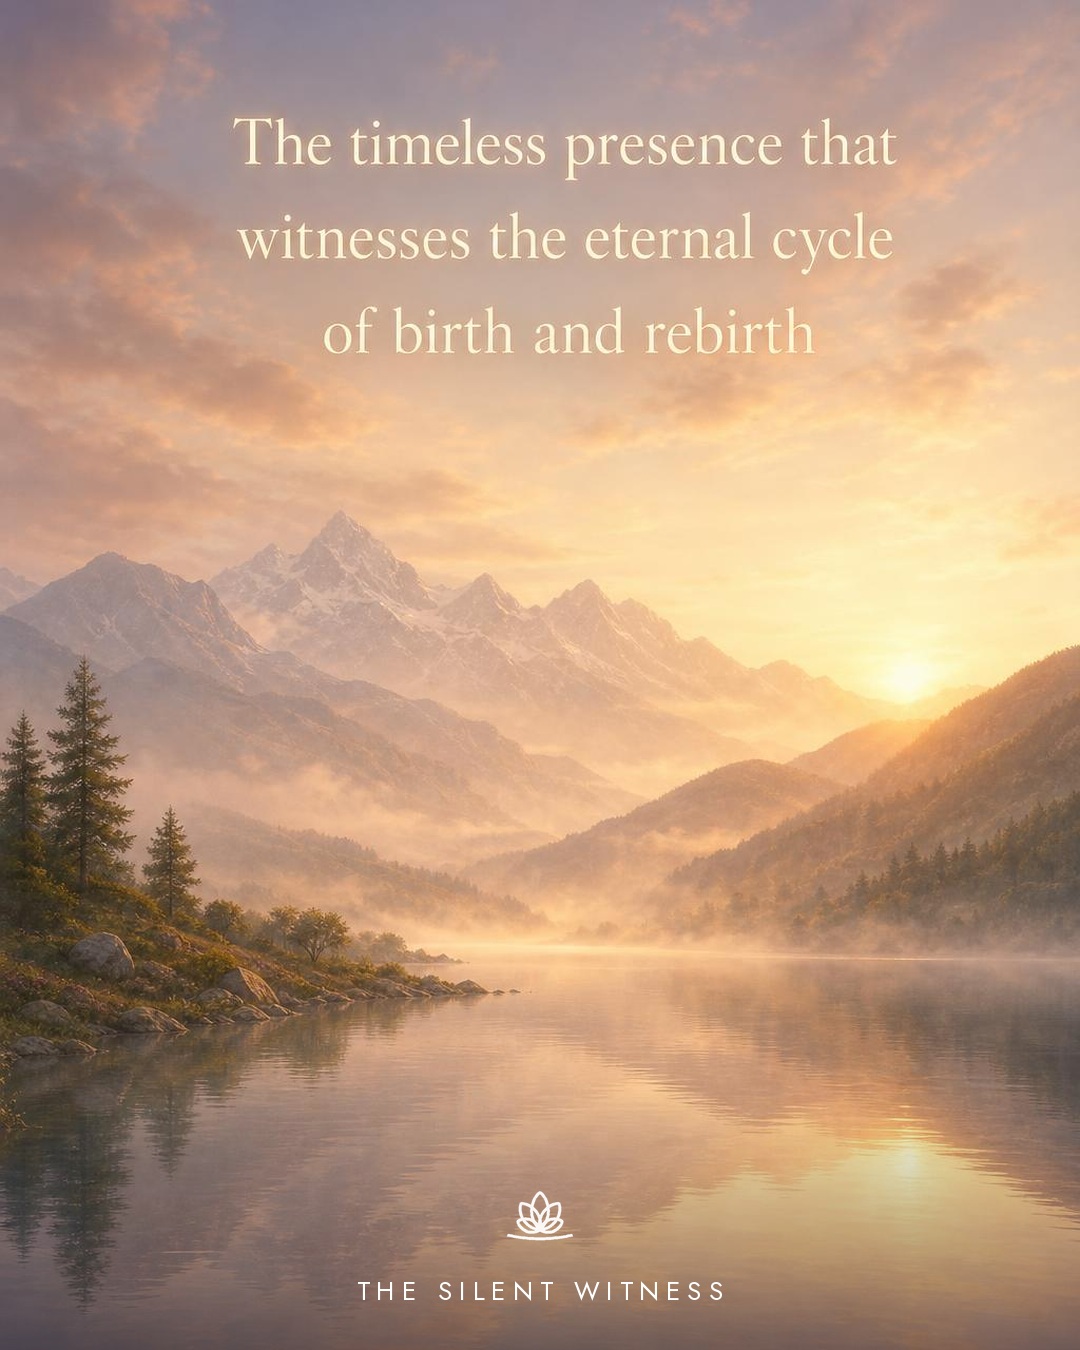 The timeless presence that
witnesses the eternal cycle
of birth and rebirth
THE SILENT WITNESS